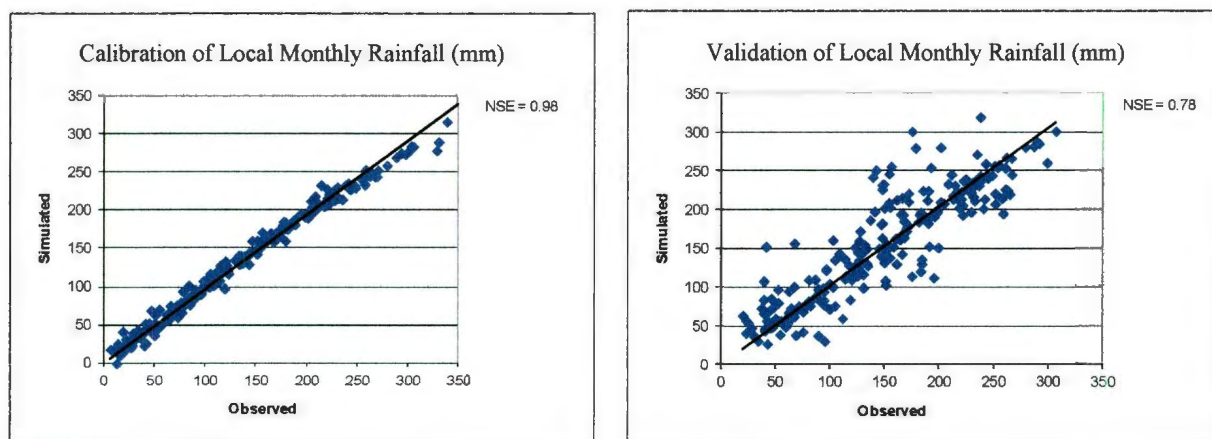 Calibration of Local Monthly Rainfall (mm)
350
300
250
200
150
100
50
0
0 50 100 150 200 250 300 350
Simulated
Observed
NSE = 0.98
Validation of Local Monthly Rainfall (mm)
350
300
250
200
150
100
50
0
0 50 100 150 200 250 300 350
Simulated
Observed
NSE = 0.78